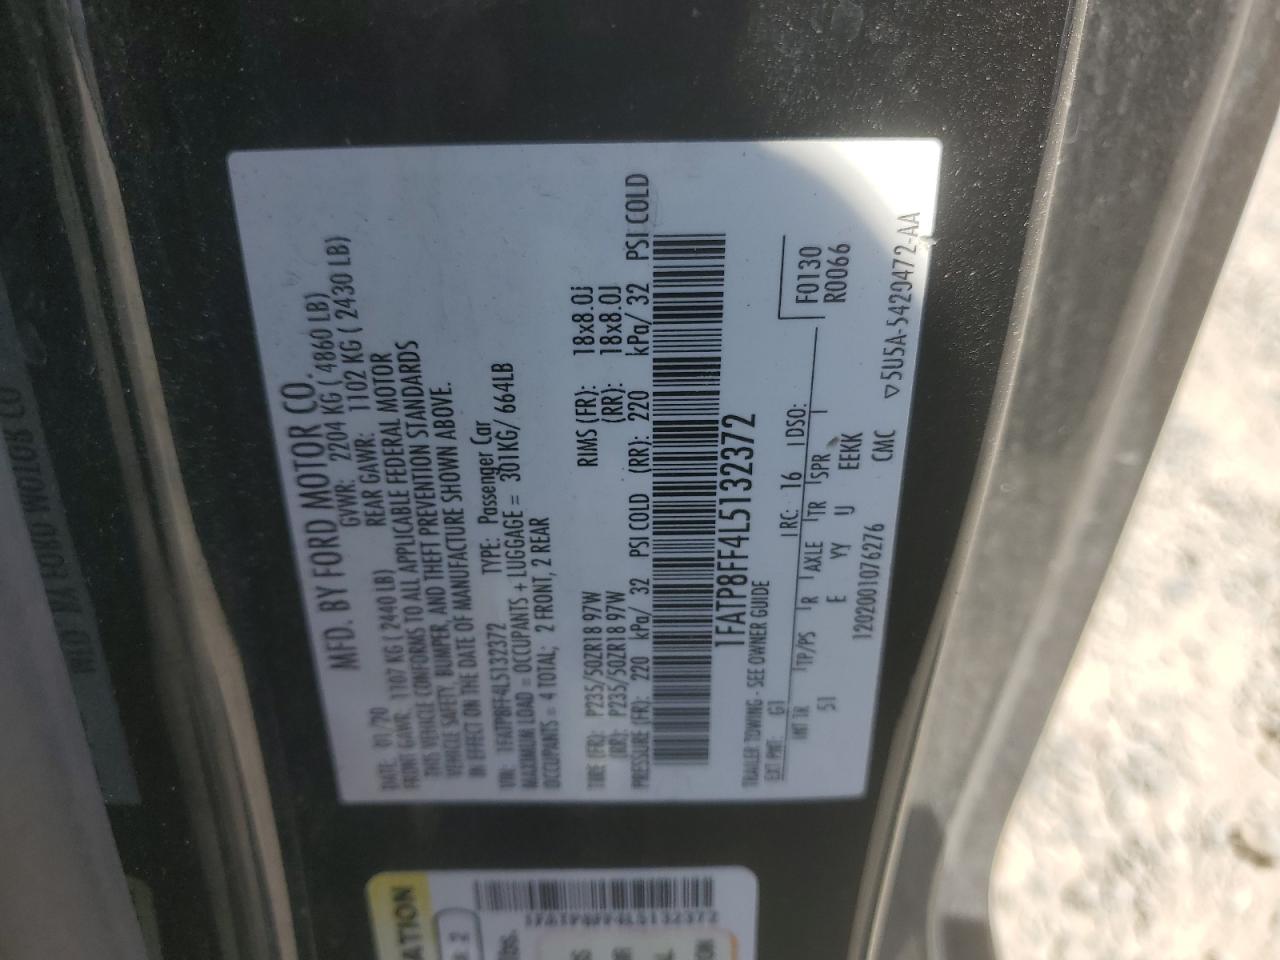 MFD. BY FORD MOTOR CO.
DATE: 01/20 GVWR: 2204 KG ( 4860 LB)
FRONT GAWR: 1107 KG ( 2440 LB) REAR GAWR: 1102 KG ( 2430 LB)
THIS VEHICLE CONFORMS TO ALL APPLICABLE FEDERAL MOTOR
VEHICLE SAFETY, BUMPER, AND THEFT PREVENTION STANDARDS
IN EFFECT ON THE DATE OF MANUFACTURE SHOWN ABOVE.
VIN: 1FATP8FF4L5132372 TYPE: Passenger Car
MAXIMUM LOAD = OCCUPANTS + LUGGAGE = 301KG/ 664LB
OCCUPANTS = 4 TOTAL; 2 FRONT, 2 REAR
TIRE (FR): P235/50ZR18 97W RIMS (FR): 18x8.0J
(RR): P235/50ZR18 97W (RR): 18x8.0J
PRESSURE (FR): 220 kPa/ 32 PSI COLD (RR): 220 kPa/ 32 PSI COLD
1FATP8FF4L5132372
TRAILER TOWING - SEE OWNER GUIDE
EXT PNT: G1 RC: 16 DSO: F0130
INT TR TP/PS R AXLE TR SPR R0066
51 E YY U EEKK
1202001076276 CMC ▽5U5A-5420472-AA
ATION
1FATP8FF4L5132372
2
lbs.